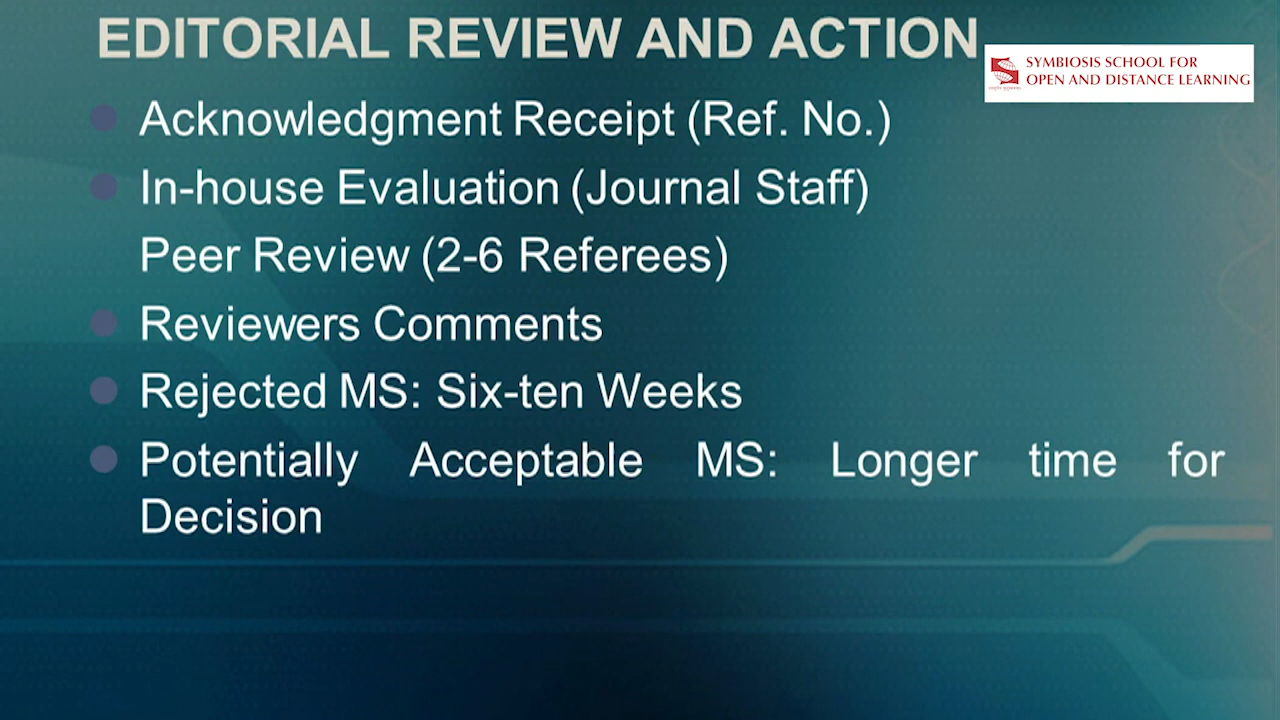 EDITORIAL REVIEW AND ACTION
SYMBIOSIS SCHOOL FOR
OPEN AND DISTANCE LEARNING
Acknowledgment Receipt (Ref. No.)
In-house Evaluation (Journal Staff)
Peer Review (2-6 Referees)
Reviewers Comments
Rejected MS: Six-ten Weeks
Potentially Acceptable MS: Longer time for
Decision